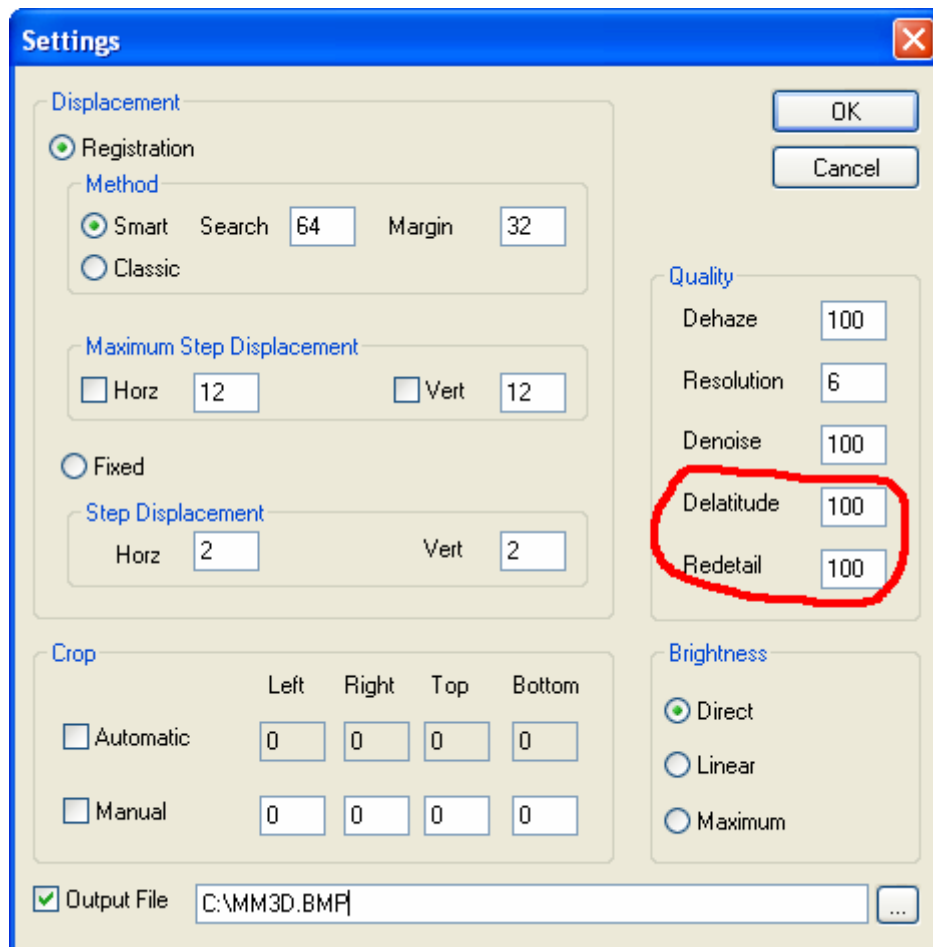 Settings
Displacement
OK
Registration
Cancel
Method
Smart Search 64 Margin 32
Classic
Quality
Dehaze 100
Maximum Step Displacement
Horz 12 Vert 12
Resolution 6
Denoise 100
Fixed
Delatitude 100
Step Displacement
Horz 2 Vert 2
Redetail 100
Crop
Brightness
Left Right Top Bottom
Direct
Automatic 0 0 0 0
Linear
Manual 0 0 0 0
Maximum
Output File C:\MM3D.BMP ...